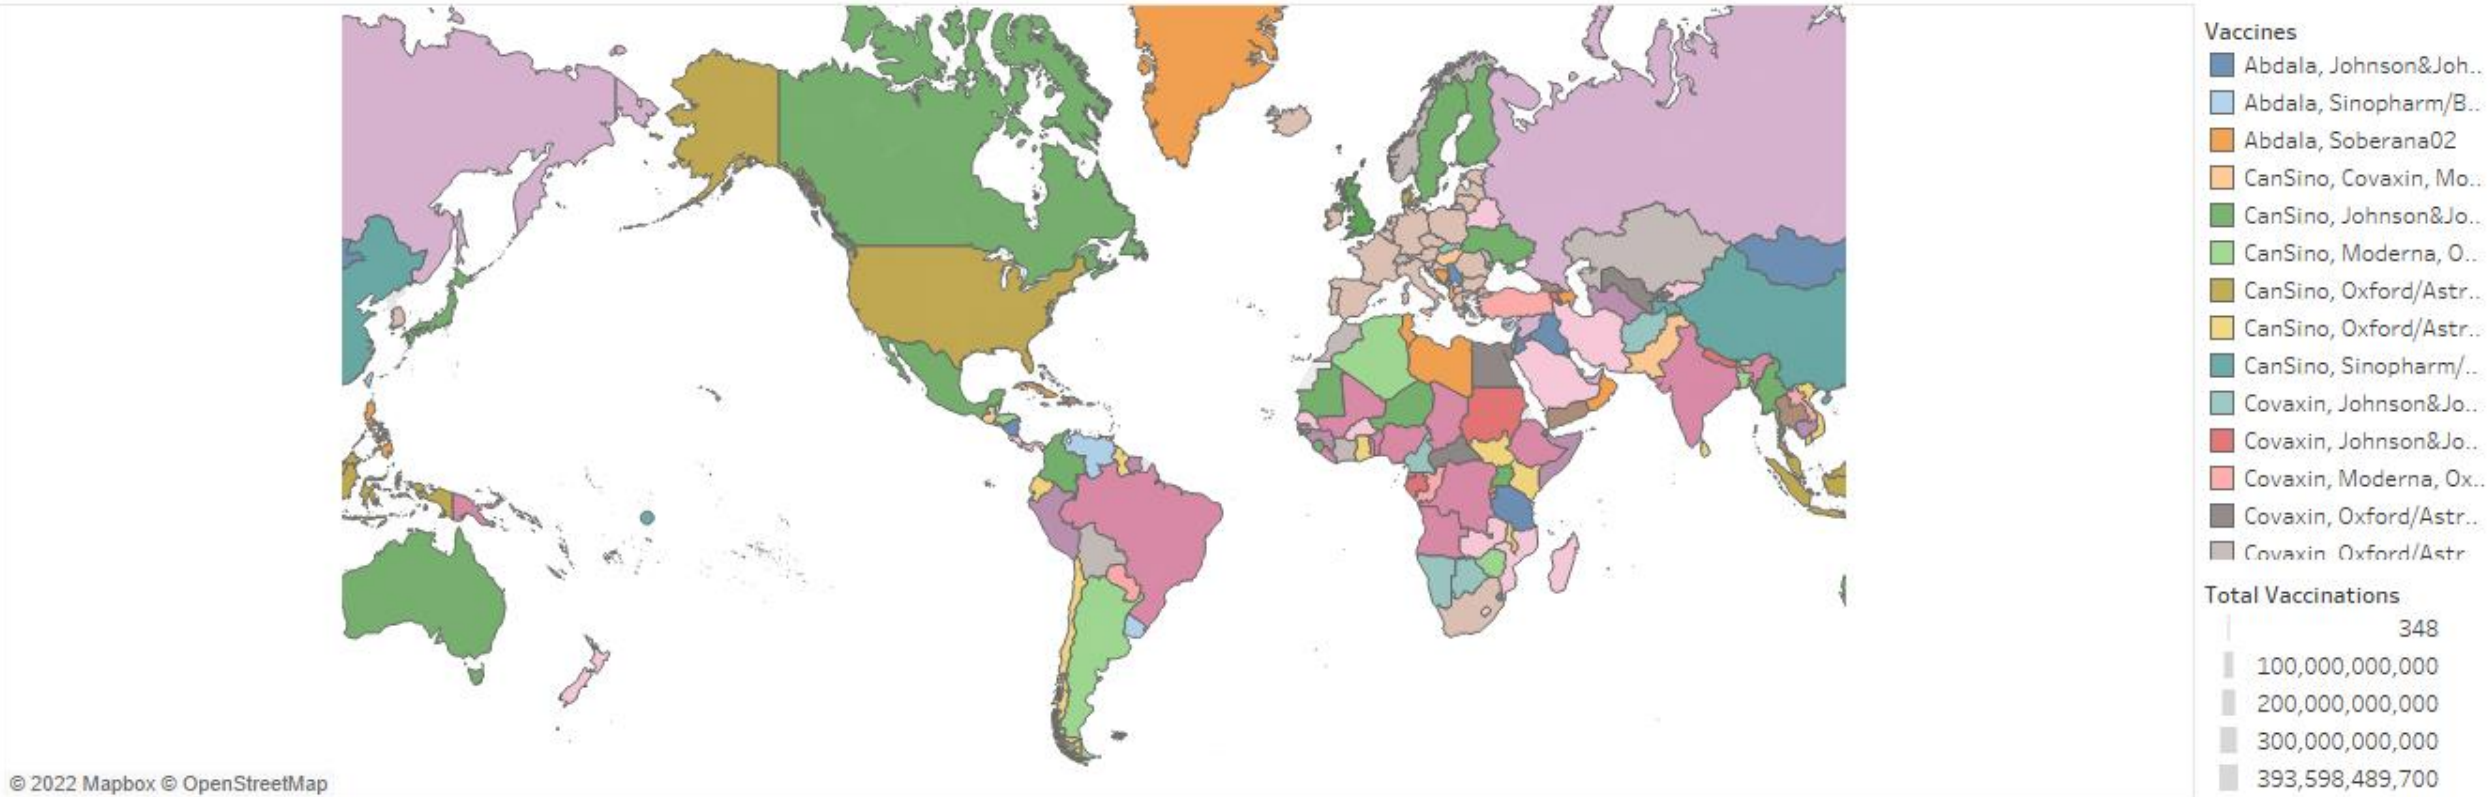 Vaccines
Abdala, Johnson&Joh..
Abdala, Sinopharm/B..
Abdala, Soberana02
CanSino, Covaxin, Mo..
CanSino, Johnson&Jo..
CanSino, Moderna, O..
CanSino, Oxford/Astr..
CanSino, Oxford/Astr..
CanSino, Sinopharm/..
Covaxin, Johnson&Jo..
Covaxin, Johnson&Jo..
Covaxin, Moderna, Ox..
Covaxin, Oxford/Astr..
Covaxin, Oxford/Astr
Total Vaccinations
348
100,000,000,000
200,000,000,000
300,000,000,000
393,598,489,700
© 2022 Mapbox © OpenStreetMap